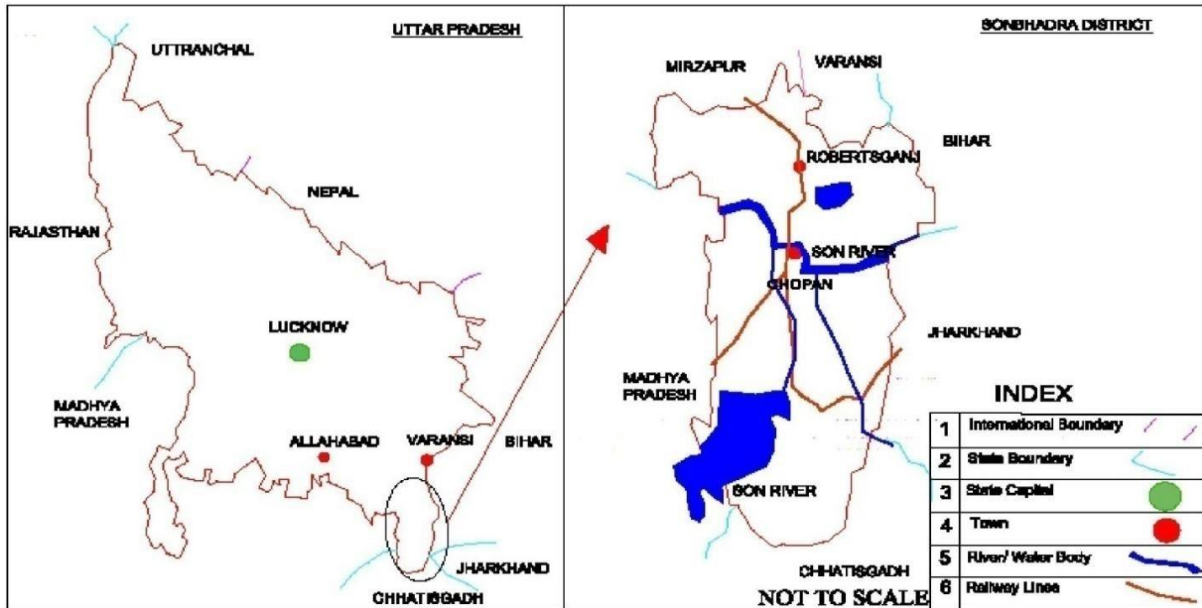 UTTAR PRADESH
UTTRANCHAL
NEPAL
RAJASTHAN
LUCKNOW
MADHYA
PRADESH
ALLAHABAD
VARANSI
BIHAR
JHARKHAND
CHHATISGADH
SONBHADRA DISTRICT
MIRZAPUR
VARANSI
BIHAR
ROBERTSGANJ
SON RIVER
CHOPAN
JHARKHAND
MADHYA
PRADESH
SON RIVER
CHHATISGADH
NOT TO SCALE
INDEX
1 International Boundary
2 State Boundary
3 State Capital
4 Town
5 River/ Water Body
6 Railway Lines